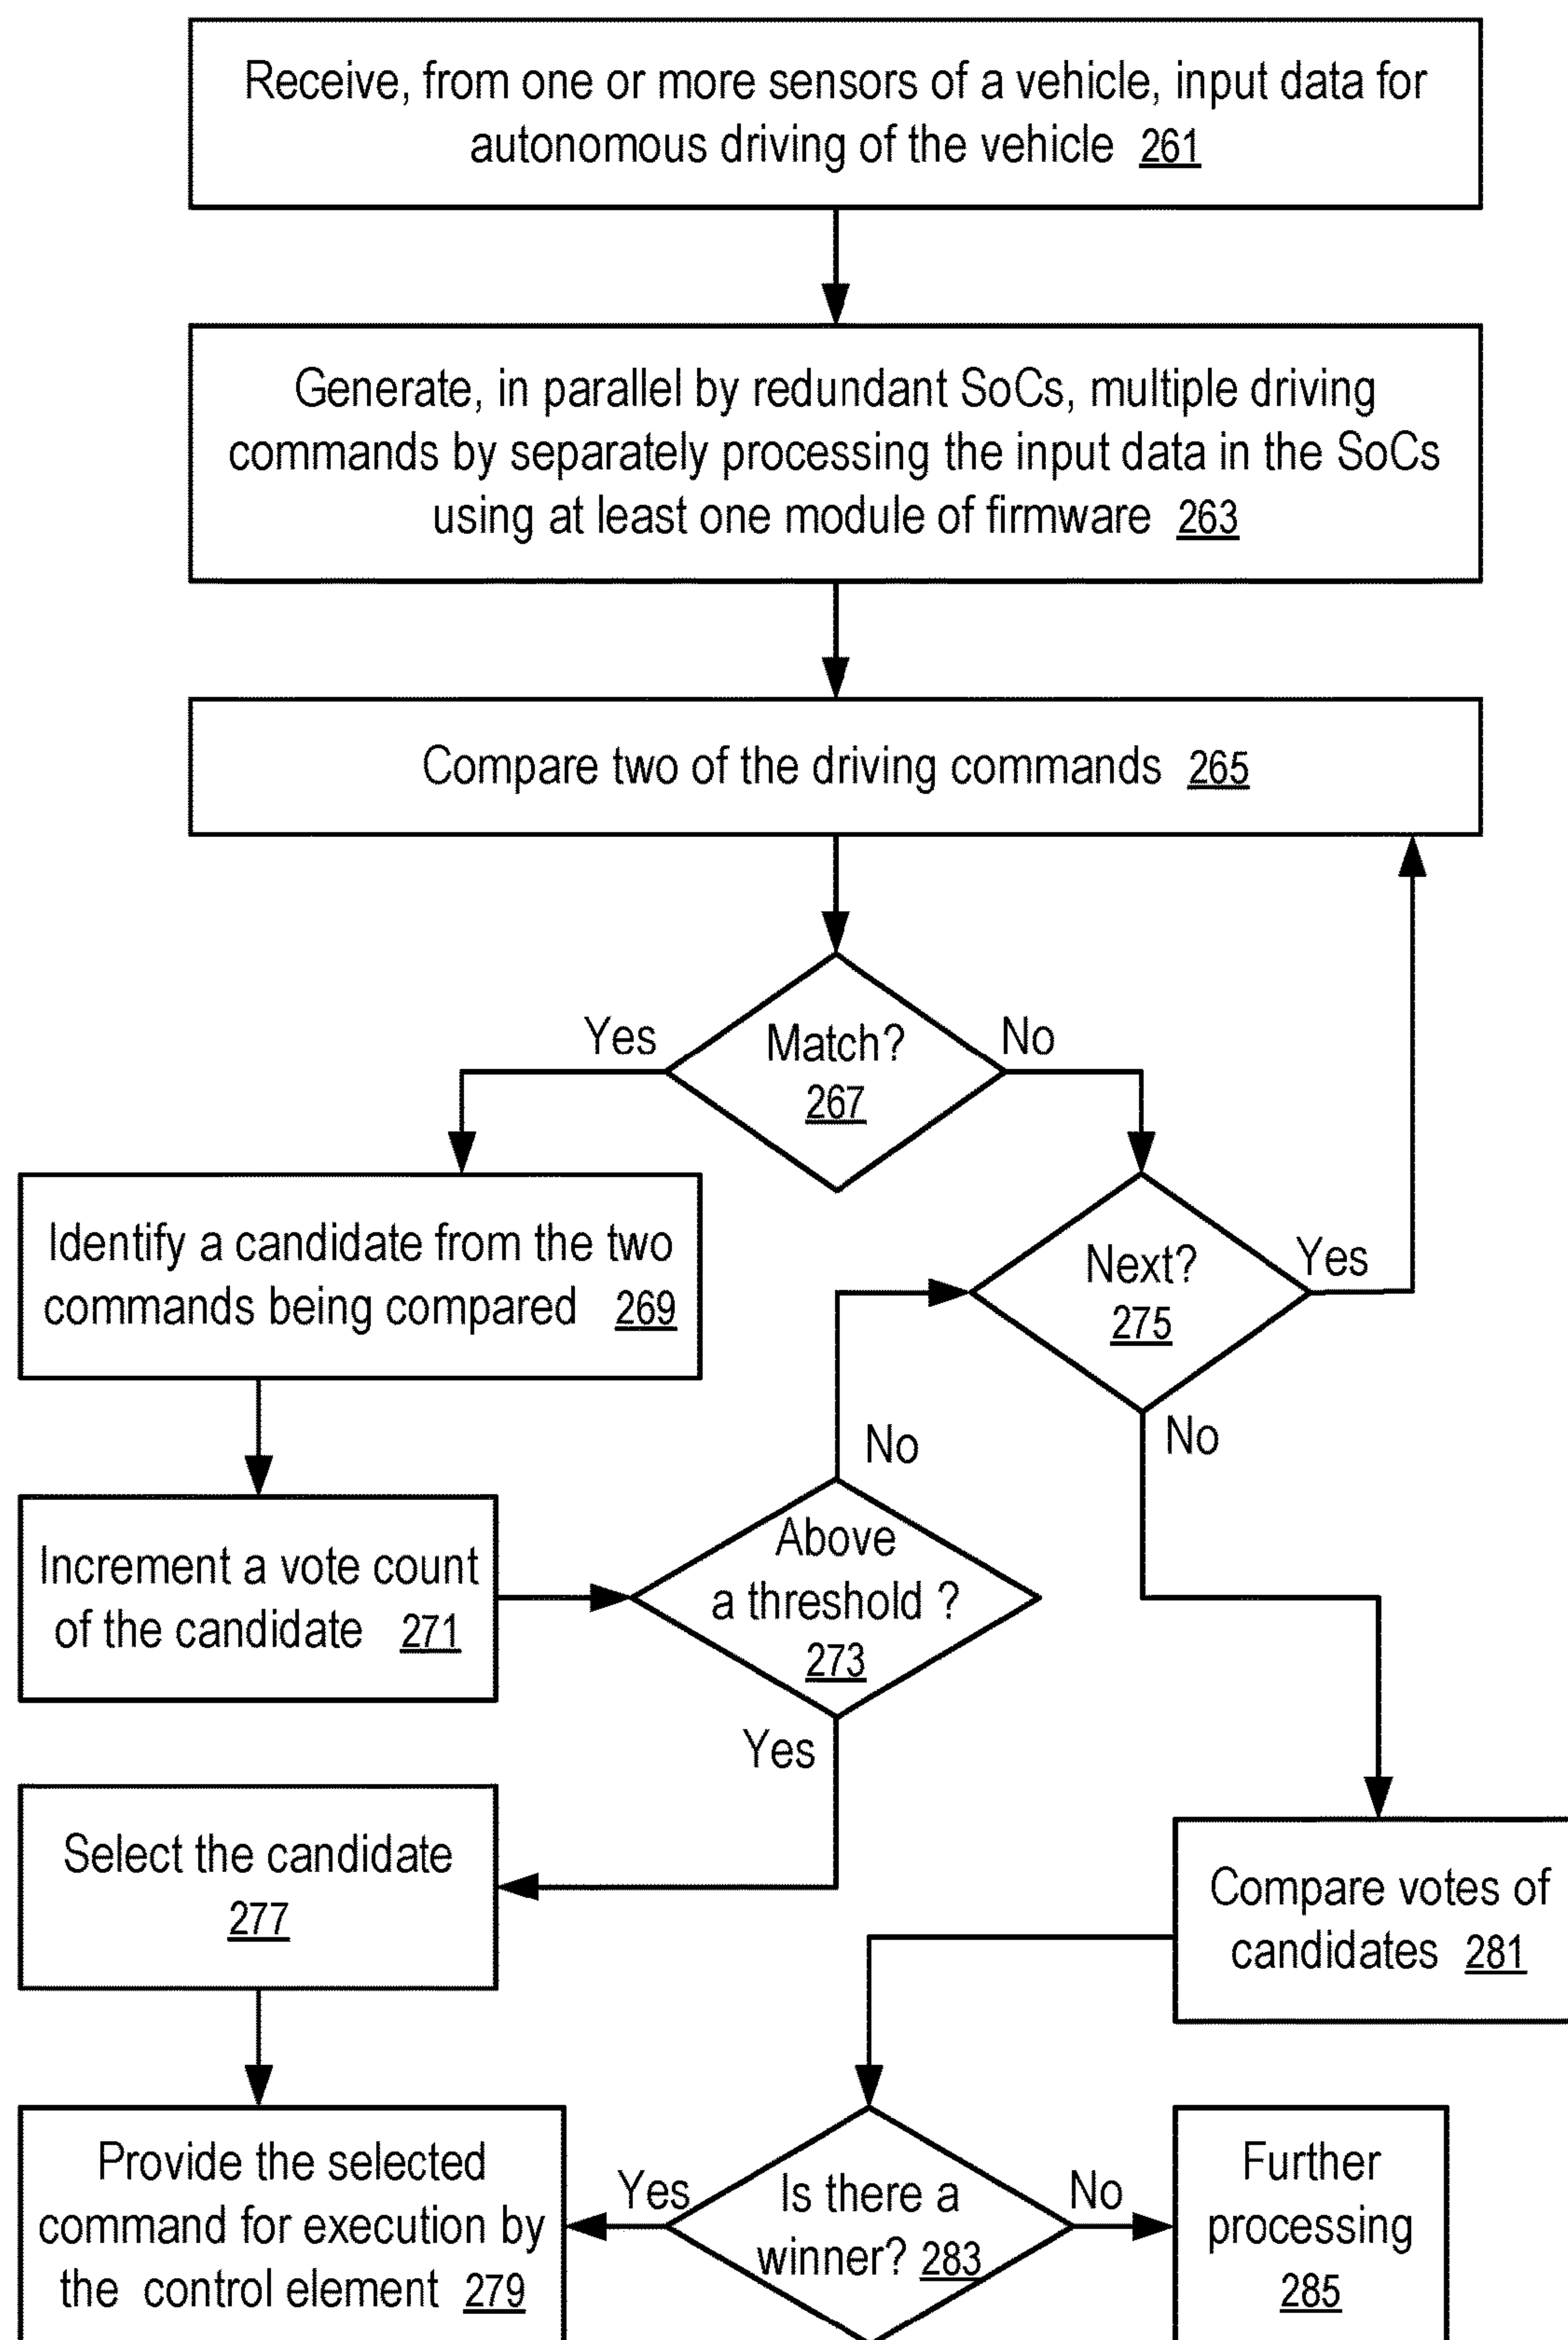 Receive, from one or more sensors of a vehicle, input data for
autonomous driving of the vehicle 261
Generate, in parallel by redundant SoCs, multiple driving
commands by separately processing the input data in the SoCs
using at least one module of firmware 263
Compare two of the driving commands 265
Yes
Match?
267
No
Identify a candidate from the two
commands being compared 269
Next?
275
Yes
No
No
Increment a vote count
of the candidate 271
Above
a threshold ?
273
Yes
Select the candidate
277
Compare votes of
candidates 281
Provide the selected
command for execution by
the control element 279
Yes
Is there a
winner? 283
No
Further
processing
285